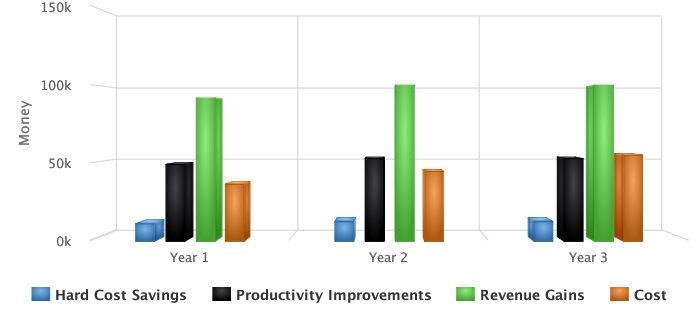 150k
100k
50k
0k
Money
Year 1 Year 2 Year 3
Hard Cost Savings Productivity Improvements Revenue Gains Cost